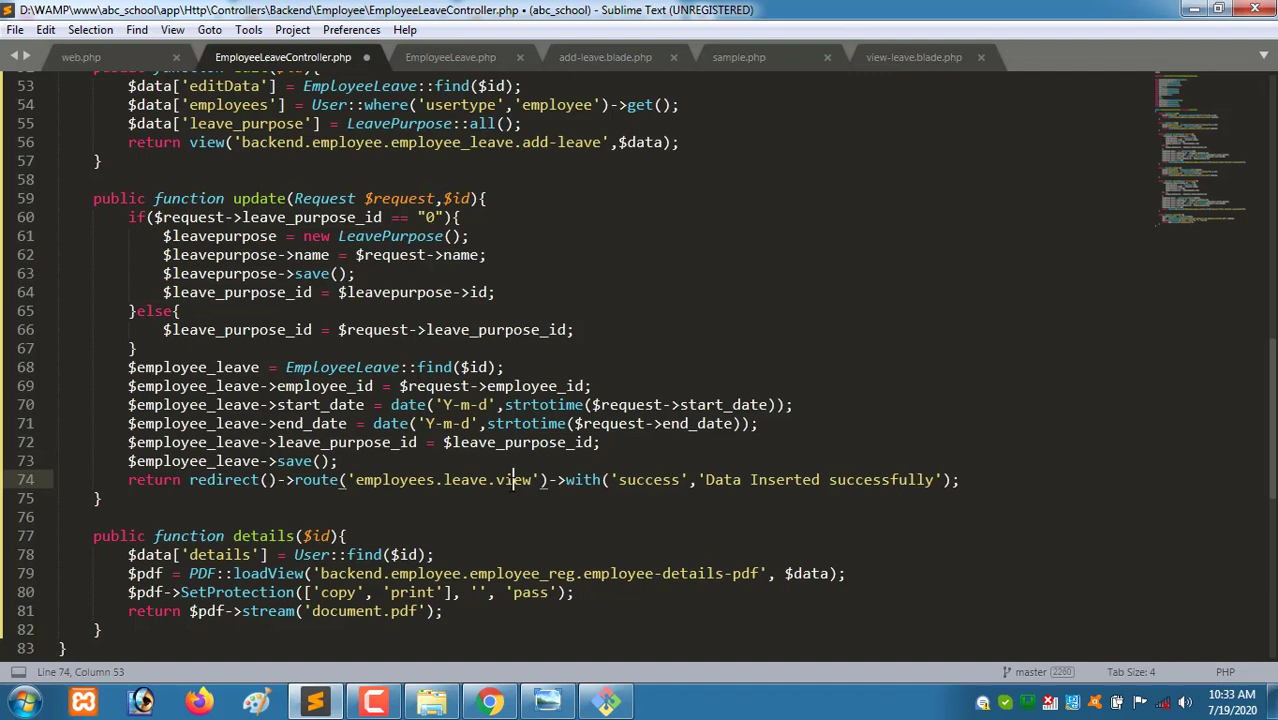 D:\WAMP\www\abc_school\app\Http\Controllers\Backend\Employee\EmployeeLeaveController.php • (abc_school) - Sublime Text (UNREGISTERED)
File Edit Selection Find View Goto Tools Project Preferences Help
web.php EmployeeLeaveController.php EmployeeLeave.php add-leave.blade.php sample.php view-leave.blade.php
53 $data['editData'] = EmployeeLeave::find($id);
54 $data['employees'] = User::where('usertype','employee')->get();
55 $data['leave_purpose'] = LeavePurpose::all();
56 return view('backend.employee.employee_leave.add-leave',$data);
57 }
58
59 public function update(Request $request,$id){
60 if($request->leave_purpose_id == "0"){
61 $leavepurpose = new LeavePurpose();
62 $leavepurpose->name = $request->name;
63 $leavepurpose->save();
64 $leave_purpose_id = $leavepurpose->id;
65 }else{
66 $leave_purpose_id = $request->leave_purpose_id;
67 }
68 $employee_leave = EmployeeLeave::find($id);
69 $employee_leave->employee_id = $request->employee_id;
70 $employee_leave->start_date = date('Y-m-d',strtotime($request->start_date));
71 $employee_leave->end_date = date('Y-m-d',strtotime($request->end_date));
72 $employee_leave->leave_purpose_id = $leave_purpose_id;
73 $employee_leave->save();
74 return redirect()->route('employees.leave.view')->with('success','Data Inserted successfully');
75 }
76
77 public function details($id){
78 $data['details'] = User::find($id);
79 $pdf = PDF::loadView('backend.employee.employee_reg.employee-details-pdf', $data);
80 $pdf->SetProtection(['copy', 'print'], '', 'pass');
81 return $pdf->stream('document.pdf');
82 }
83 }
Line 74, Column 53 master 2260 Tab Size: 4 PHP
10:33 AM
7/19/2020